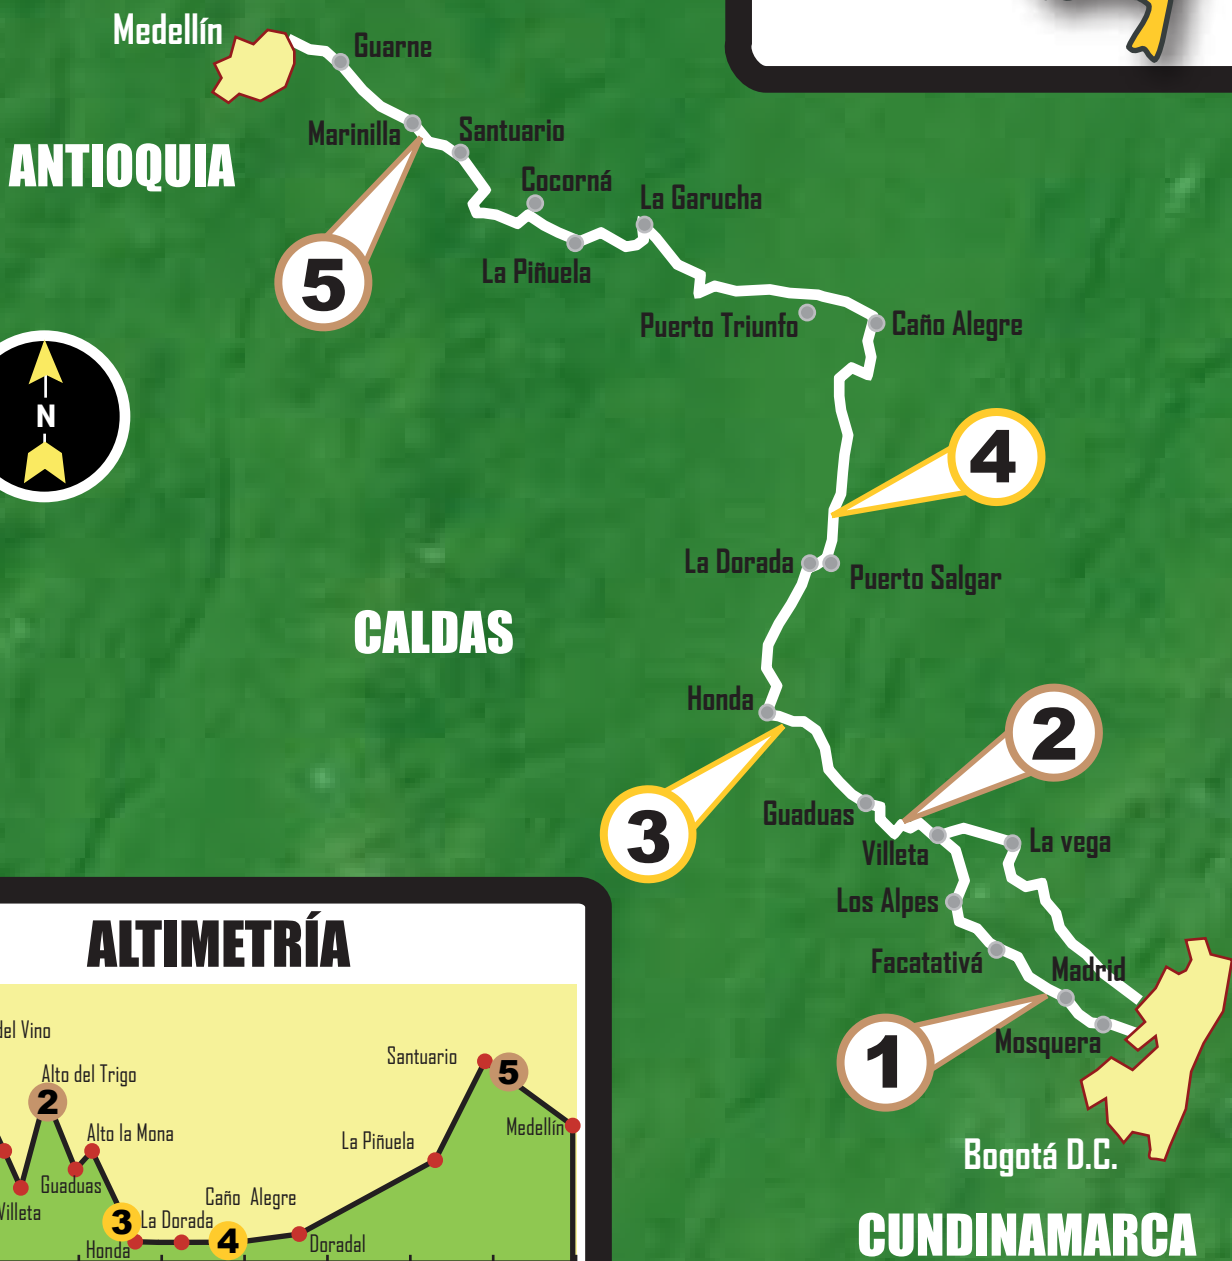 Medellín
Guarne
Marinilla
Santuario
ANTIOQUIA
Cocorná
La Garucha
La Piñuela
5
Puerto Triunfo
Caño Alegre
N
4
La Dorada
Puerto Salgar
CALDAS
Honda
2
3
Guaduas
Villeta
La vega
Los Alpes
Facatativá
Madrid
1
Mosquera
Bogotá D.C.
CUNDINAMARCA
ALTIMETRÍA
del Vino
Alto del Trigo
2
Alto la Mona
Guaduas
Villeta
3
La Dorada
Honda
Caño Alegre
4
Doradal
La Piñuela
Santuario
5
Medellín